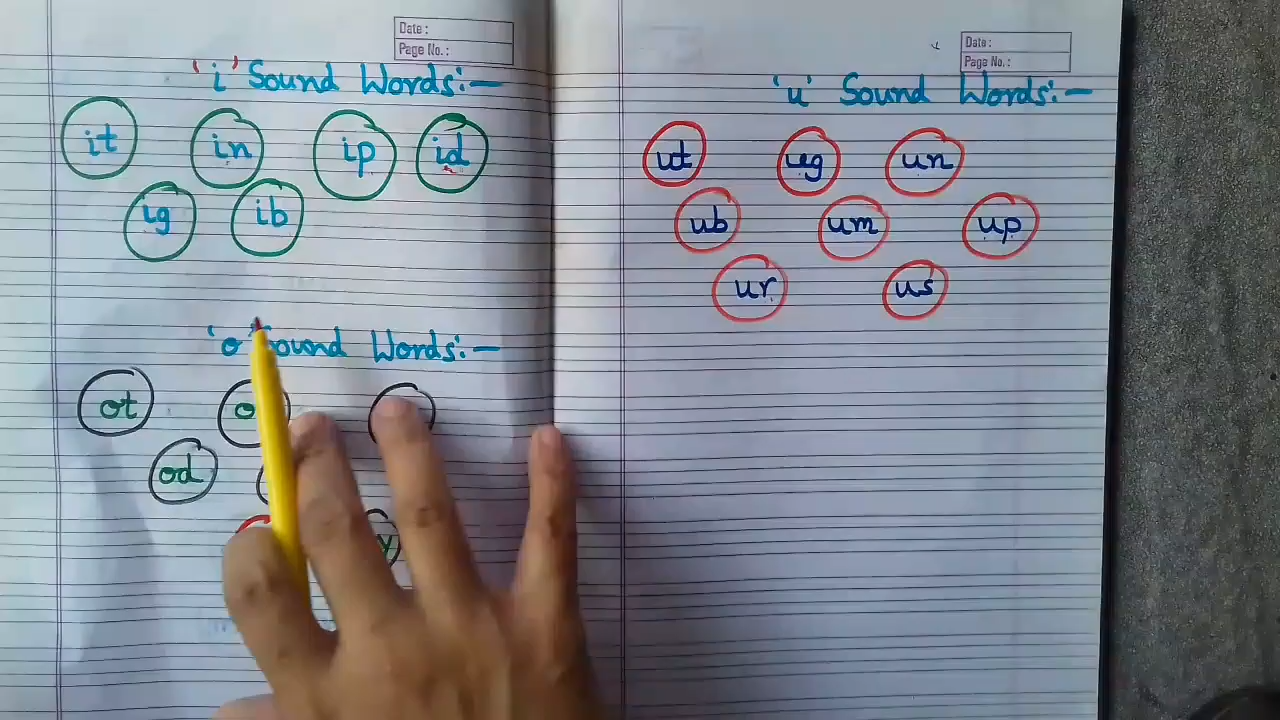 Date:
Page No.:
'i' Sound Words:-
it in ip id
ig ib
'o' Sound Words:-
ot
od
Date:
Page No.:
'u' Sound Words:-
ut ug un
ub um up
ur us